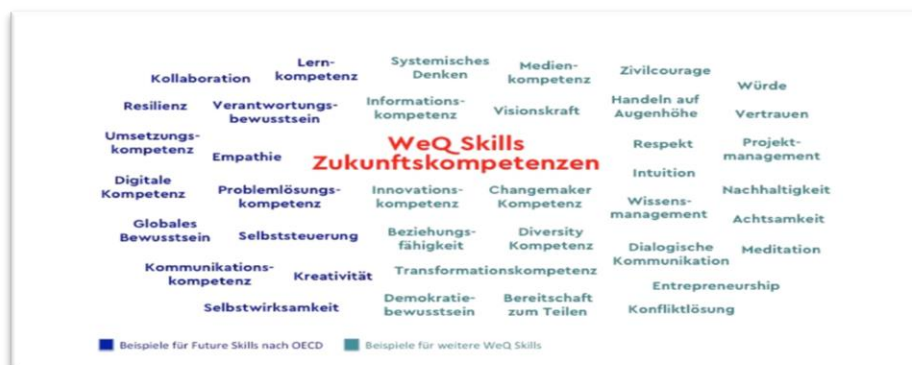 Kollaboration
Lern-
kompetenz
Systemisches
Denken
Medien-
kompetenz
Zivilcourage
Würde
Resilienz
Verantwortungs-
bewusstsein
Informations-
kompetenz
Visionskraft
Handeln auf
Augenhöhe
Vertrauen
Umsetzungs-
kompetenz
Empathie
WeQ Skills
Zukunftskompetenzen
Respekt
Projekt-
management
Intuition
Digitale
Kompetenz
Problemlösungs-
kompetenz
Innovations-
kompetenz
Changemaker
Kompetenz
Wissens-
management
Nachhaltigkeit
Achtsamkeit
Globales
Bewusstsein
Selbststeuerung
Beziehungs-
fähigkeit
Diversity
Kompetenz
Dialogische
Kommunikation
Meditation
Kommunikations-
kompetenz
Kreativität
Transformationskompetenz
Entrepreneurship
Selbstwirksamkeit
Demokratie-
bewusstsein
Bereitschaft
zum Teilen
Konfliktlösung
Beispiele für Future Skills nach OECD
Beispiele für weitere WeQ Skills